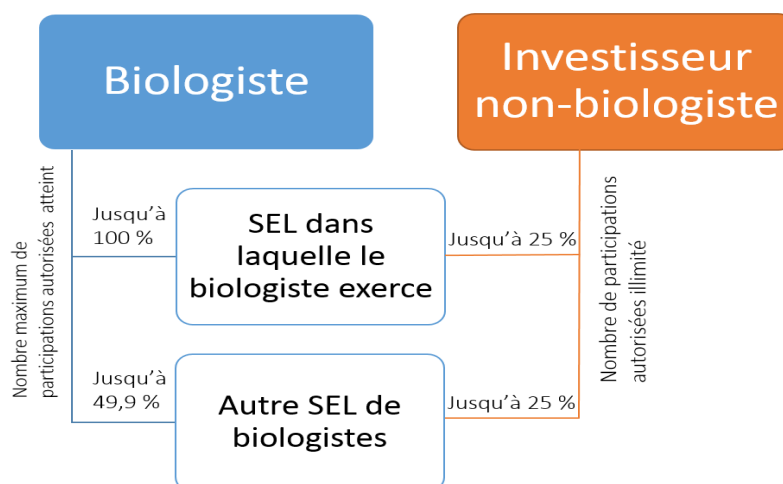 Biologiste
Investisseur
non-biologiste
Nombre maximum de
participations autorisées atteint
Jusqu’à
100 %
SEL dans
laquelle le
biologiste exerce
Jusqu’à 25 %
Nombre de participations
autorisées illimité
Jusqu’à
49,9 %
Autre SEL de
biologistes
Jusqu’à 25 %